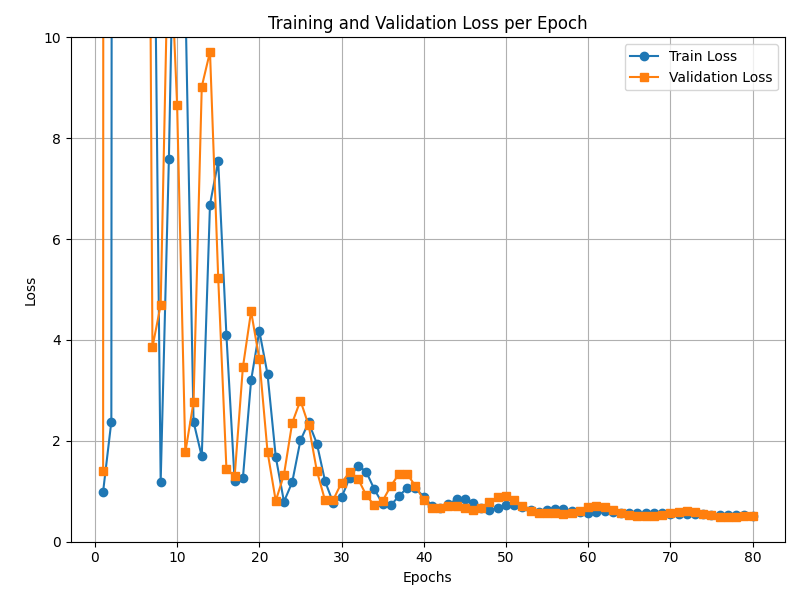 Training and Validation Loss per Epoch
Train Loss
Validation Loss
10
8
6
4
2
0
Loss
0 10 20 30 40 50 60 70 80
Epochs